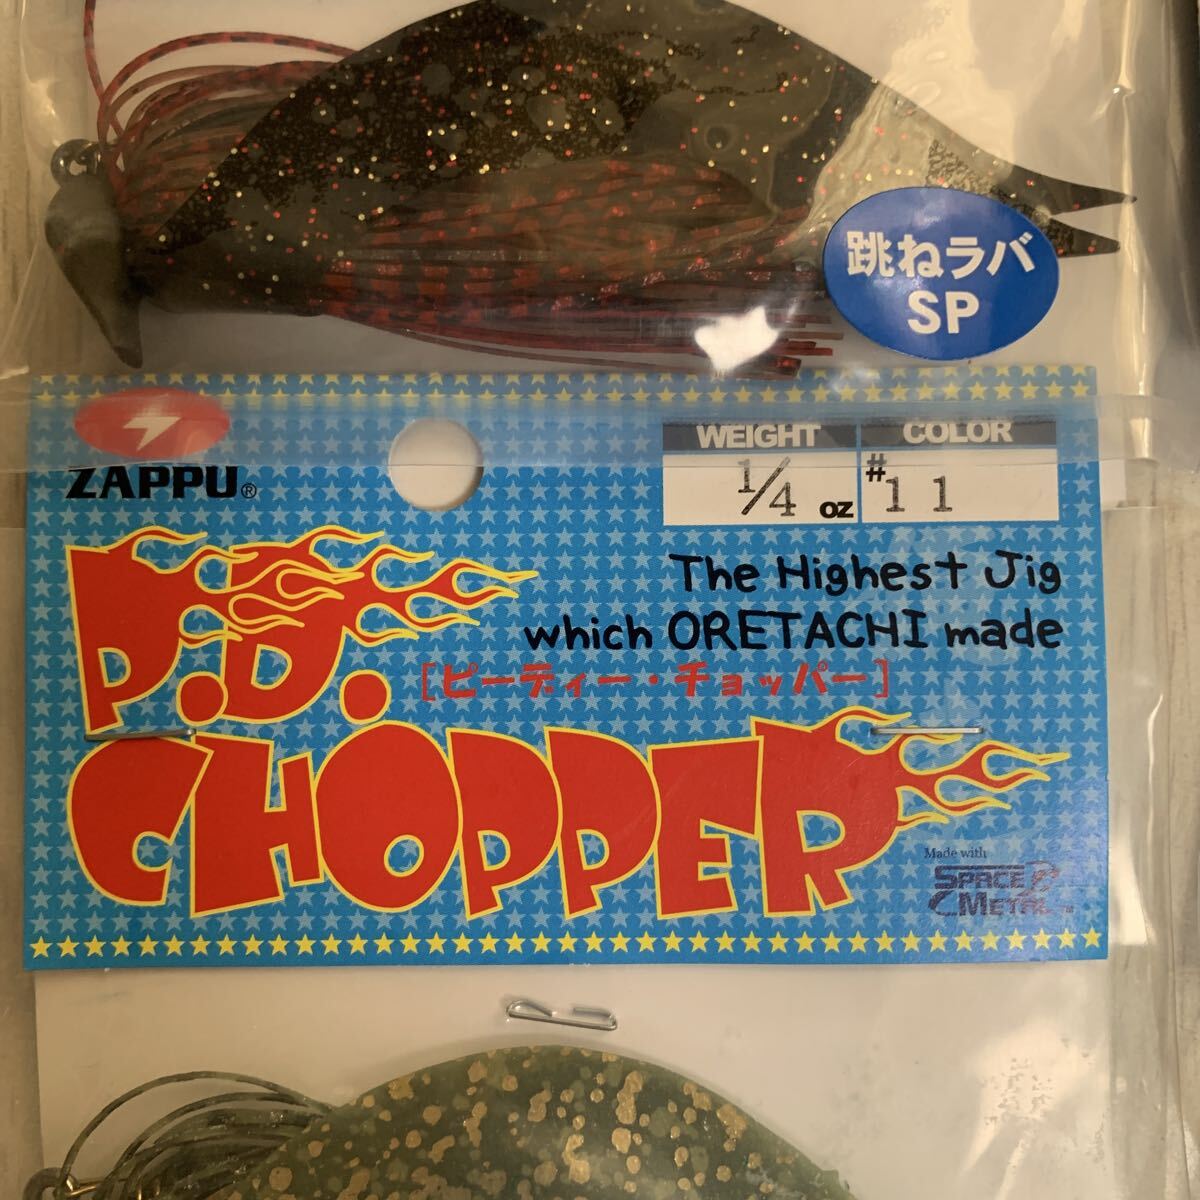 跳ねラバ
SP
ZAPPU®
WEIGHT
COLOR
1/4 oz
#11
The Highest Jig
which ORETACHI made
P.D.
[ピーディー・チョッパー]
CHOPPER
Made with
SPACE
METAL™